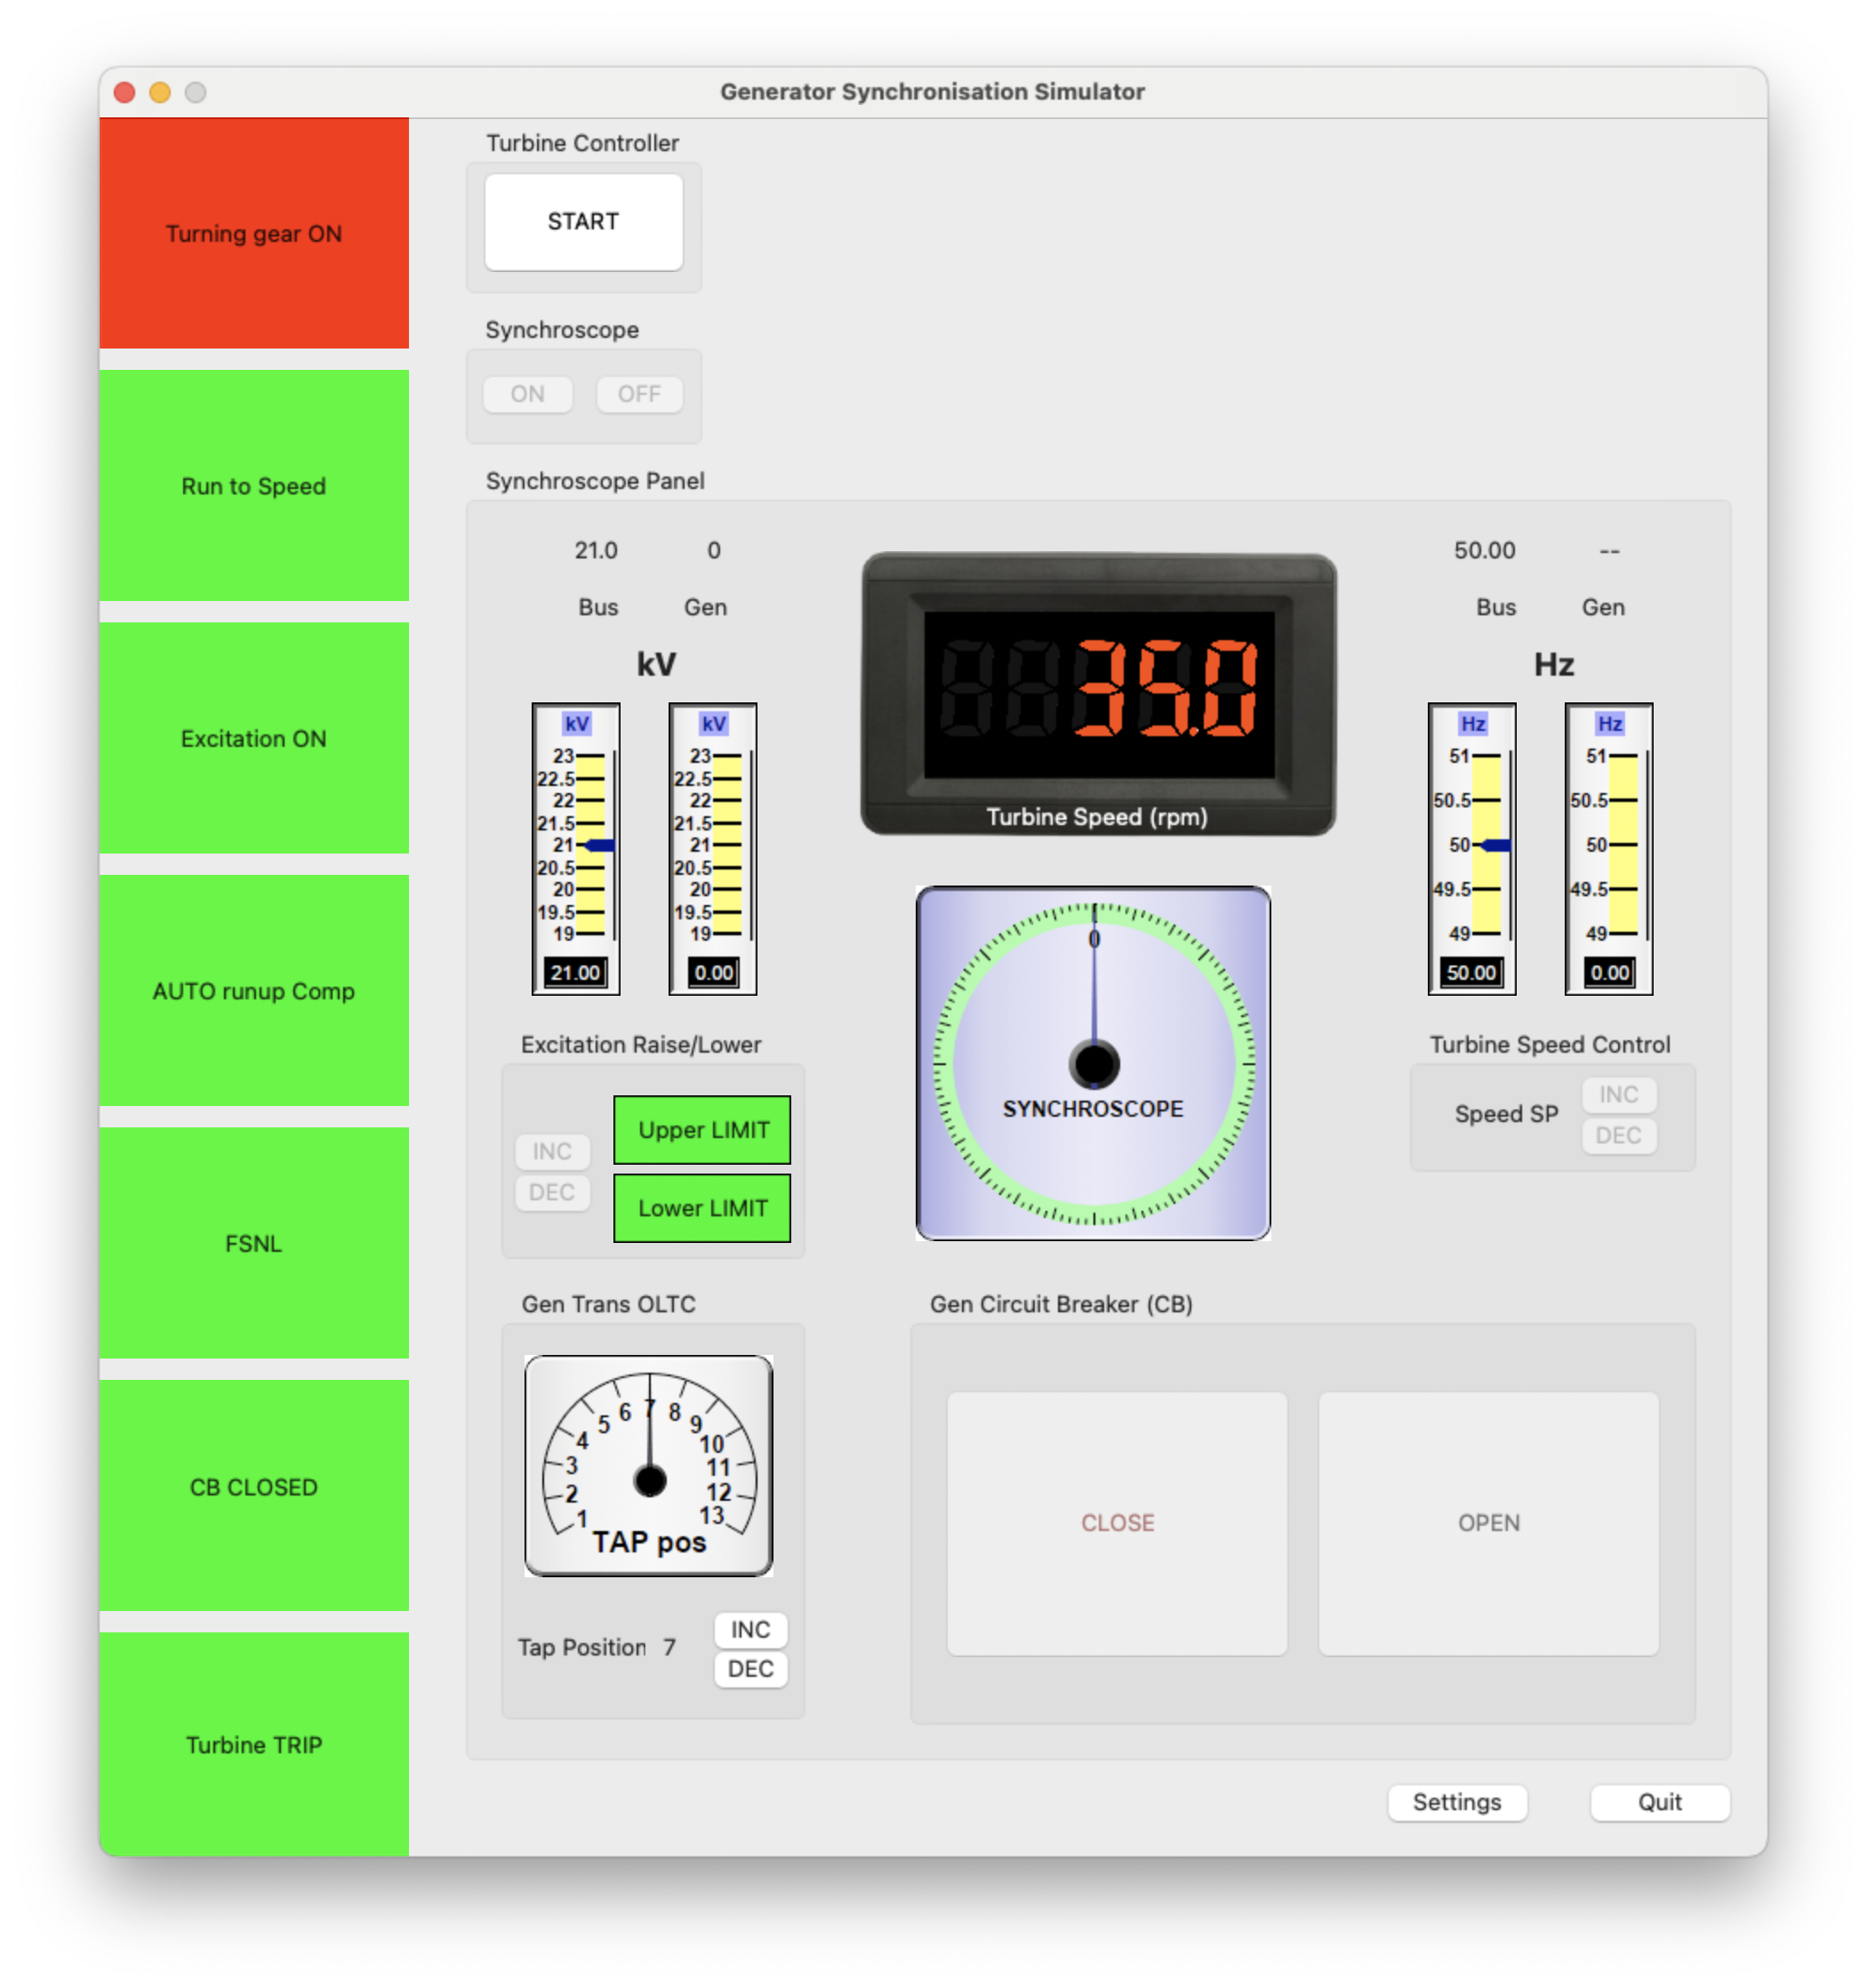 Generator Synchronisation Simulator
Turning gear ON
Run to Speed
Excitation ON
AUTO runup Comp
FSNL
CB CLOSED
Turbine TRIP
Turbine Controller
START
Synchroscope
ON OFF
Synchroscope Panel
21.0 0
Bus Gen
kV
kV
23
22.5
22
21.5
21
20.5
20
19.5
19
21.00
kV
23
22.5
22
21.5
21
20.5
20
19.5
19
0.00
35.0
Turbine Speed (rpm)
50.00 --
Bus Gen
Hz
Hz
51
50.5
50
49.5
49
50.00
Hz
51
50.5
50
49.5
49
0.00
0
SYNCHROSCOPE
Excitation Raise/Lower
INC
DEC
Upper LIMIT
Lower LIMIT
Turbine Speed Control
Speed SP
INC
DEC
Gen Trans OLTC
1
2
3
4
5
6
7
8
9
10
11
12
13
TAP pos
Tap Position 7
INC
DEC
Gen Circuit Breaker (CB)
CLOSE
OPEN
Settings
Quit